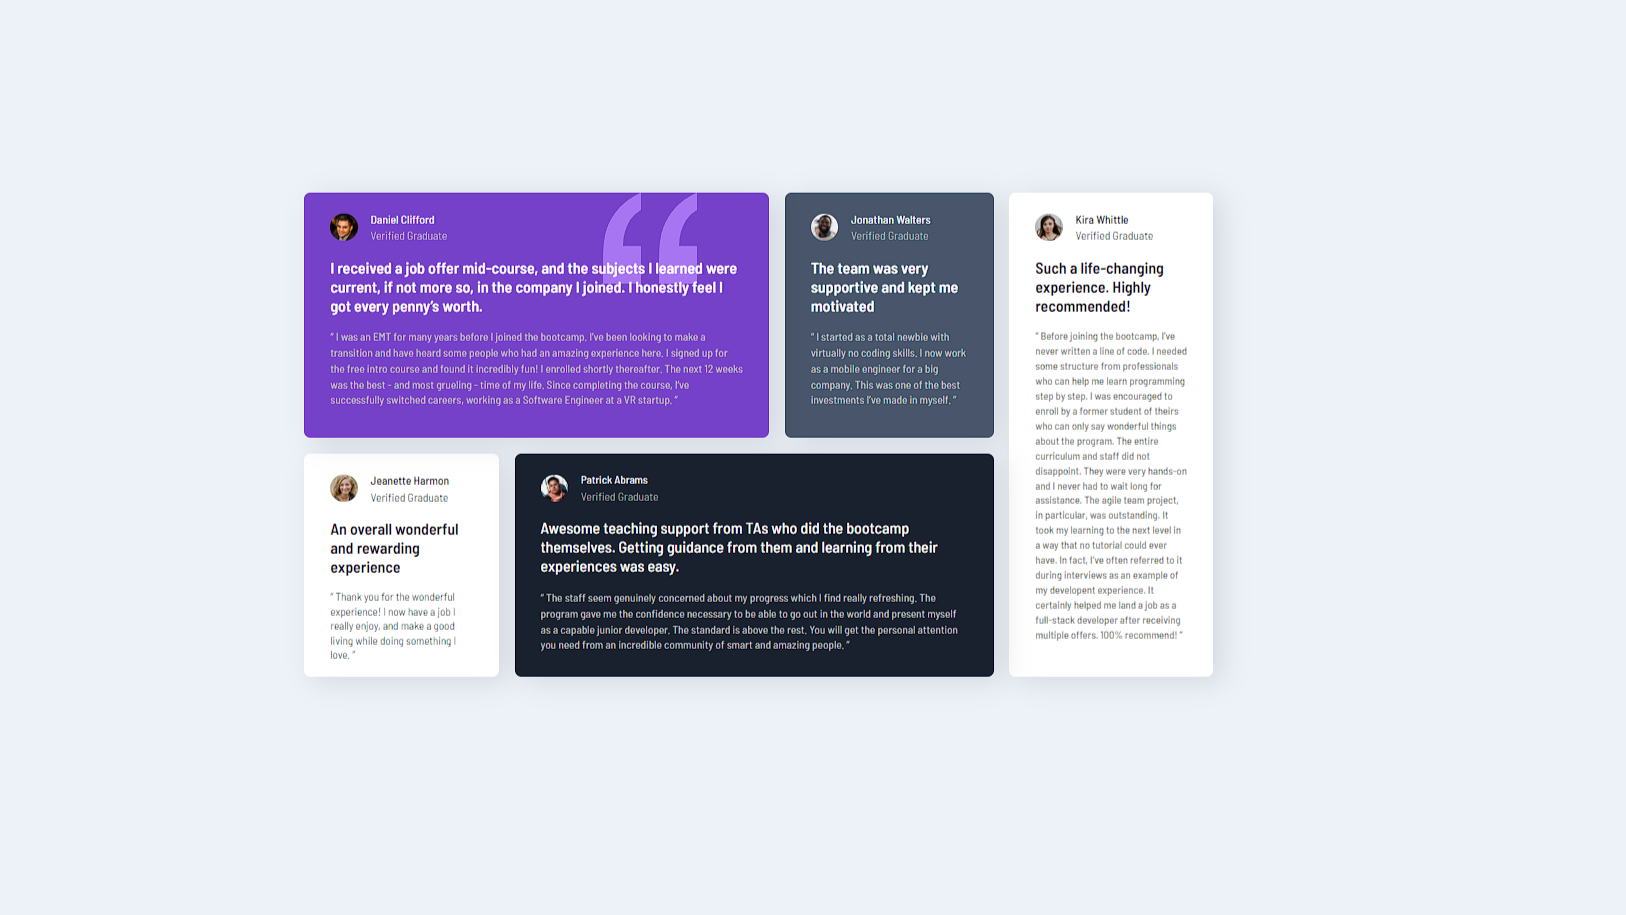 Daniel Clifford
Verified Graduate
I received a job offer mid-course, and the subjects I learned were
current, if not more so, in the company I joined. I honestly feel I
got every penny’s worth.
“ I was an EMT for many years before I joined the bootcamp. I’ve been looking to make a
transition and have heard some people who had an amazing experience here. I signed up for
the free intro course and found it incredibly fun! I enrolled shortly thereafter. The next 12 weeks
was the best - and most grueling - time of my life. Since completing the course, I’ve
successfully switched careers, working as a Software Engineer at a VR startup. ”
Jonathan Walters
Verified Graduate
The team was very
supportive and kept me
motivated
“ I started as a total newbie with
virtually no coding skills. I now work
as a mobile engineer for a big
company. This was one of the best
investments I’ve made in myself. ”
Kira Whittle
Verified Graduate
Such a life-changing
experience. Highly
recommended!
“ Before joining the bootcamp, I’ve
never written a line of code. I needed
some structure from professionals
who can help me learn programming
step by step. I was encouraged to
enroll by a former student of theirs
who can only say wonderful things
about the program. The entire
curriculum and staff did not
disappoint. They were very hands-on
and I never had to wait long for
assistance. The agile team project,
in particular, was outstanding. It
took my learning to the next level in
a way that no tutorial could ever
have. In fact, I’ve often referred to it
during interviews as an example of
my developent experience. It
certainly helped me land a job as a
full-stack developer after receiving
multiple offers. 100% recommend! ”
Jeanette Harmon
Verified Graduate
An overall wonderful
and rewarding
experience
“ Thank you for the wonderful
experience! I now have a job I
really enjoy, and make a good
living while doing something I
love. ”
Patrick Abrams
Verified Graduate
Awesome teaching support from TAs who did the bootcamp
themselves. Getting guidance from them and learning from their
experiences was easy.
“ The staff seem genuinely concerned about my progress which I find really refreshing. The
program gave me the confidence necessary to be able to go out in the world and present myself
as a capable junior developer. The standard is above the rest. You will get the personal attention
you need from an incredible community of smart and amazing people. ”